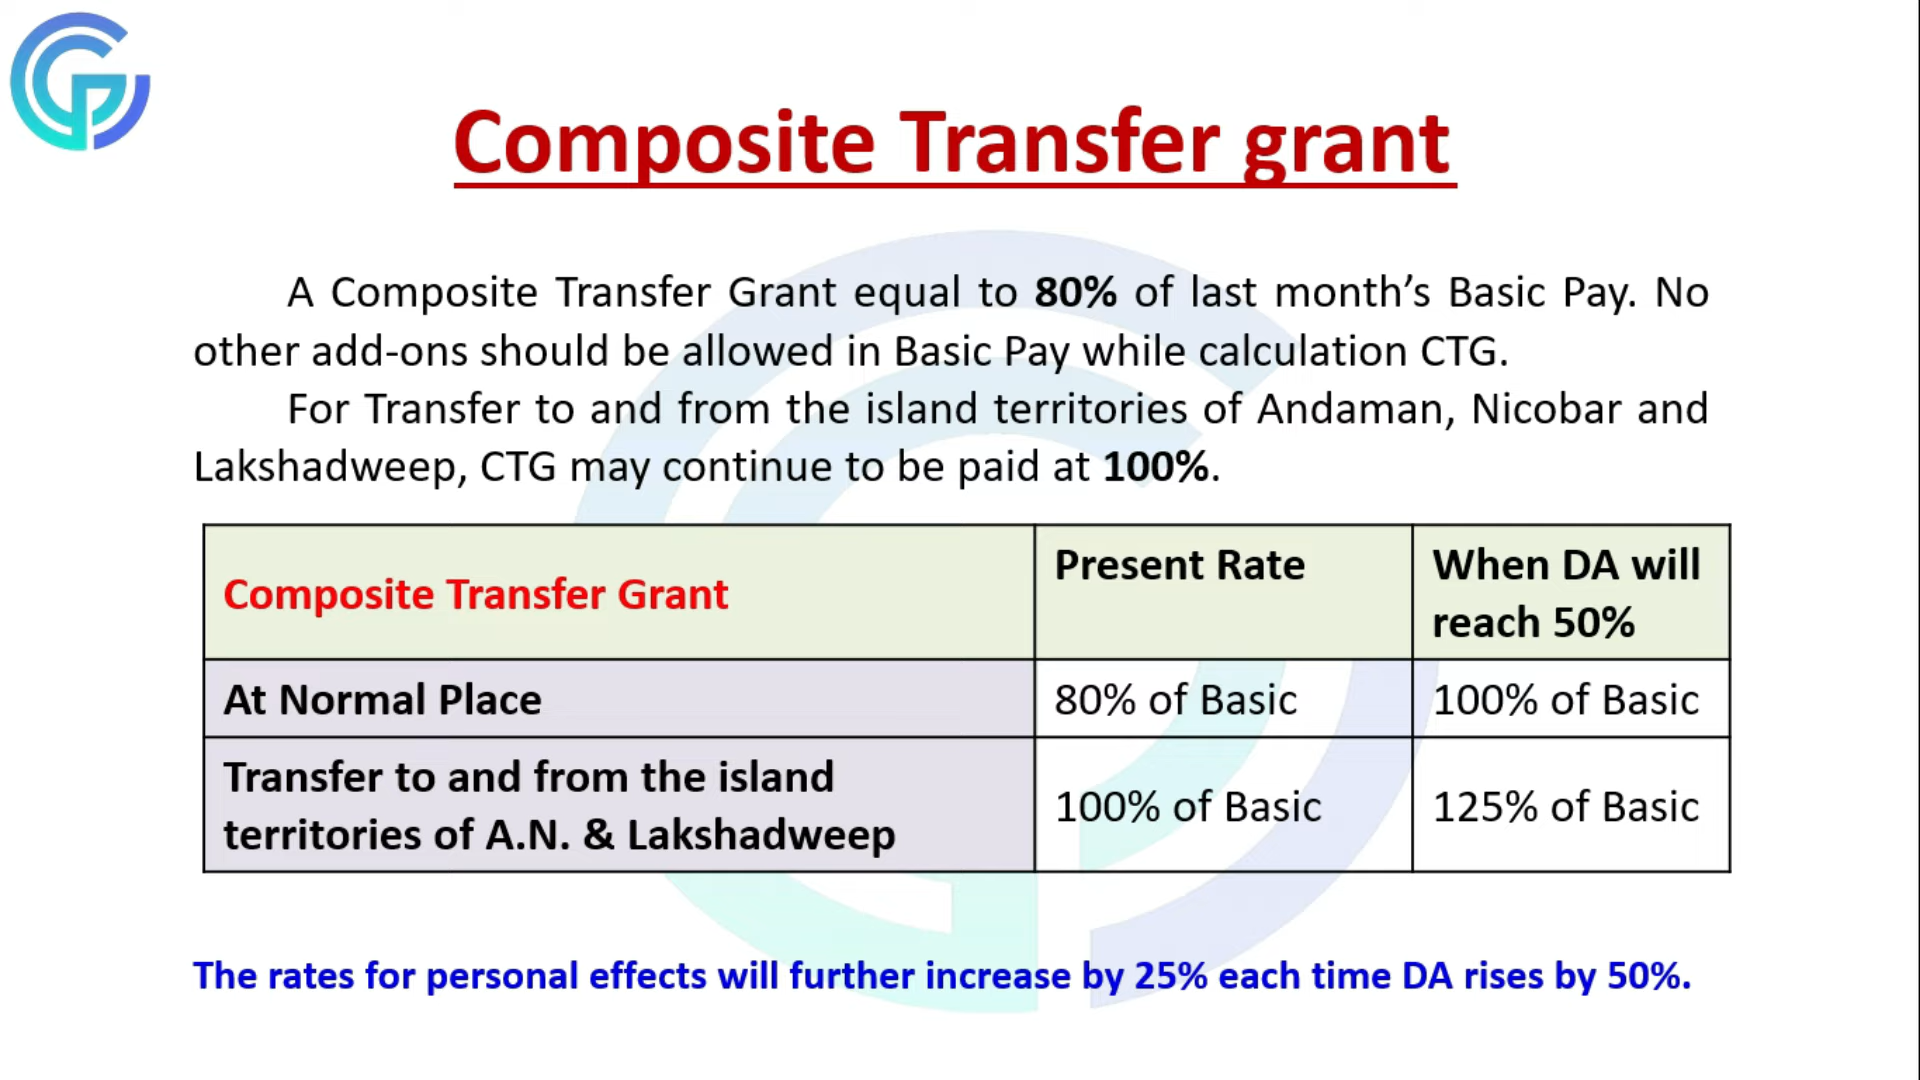 Composite Transfer grant
A Composite Transfer Grant equal to 80% of last month’s Basic Pay. No
other add-ons should be allowed in Basic Pay while calculation CTG.
For Transfer to and from the island territories of Andaman, Nicobar and
Lakshadweep, CTG may continue to be paid at 100%.
Composite Transfer Grant
Present Rate
When DA will
reach 50%
At Normal Place
80% of Basic
100% of Basic
Transfer to and from the island
territories of A.N. & Lakshadweep
100% of Basic
125% of Basic
The rates for personal effects will further increase by 25% each time DA rises by 50%.